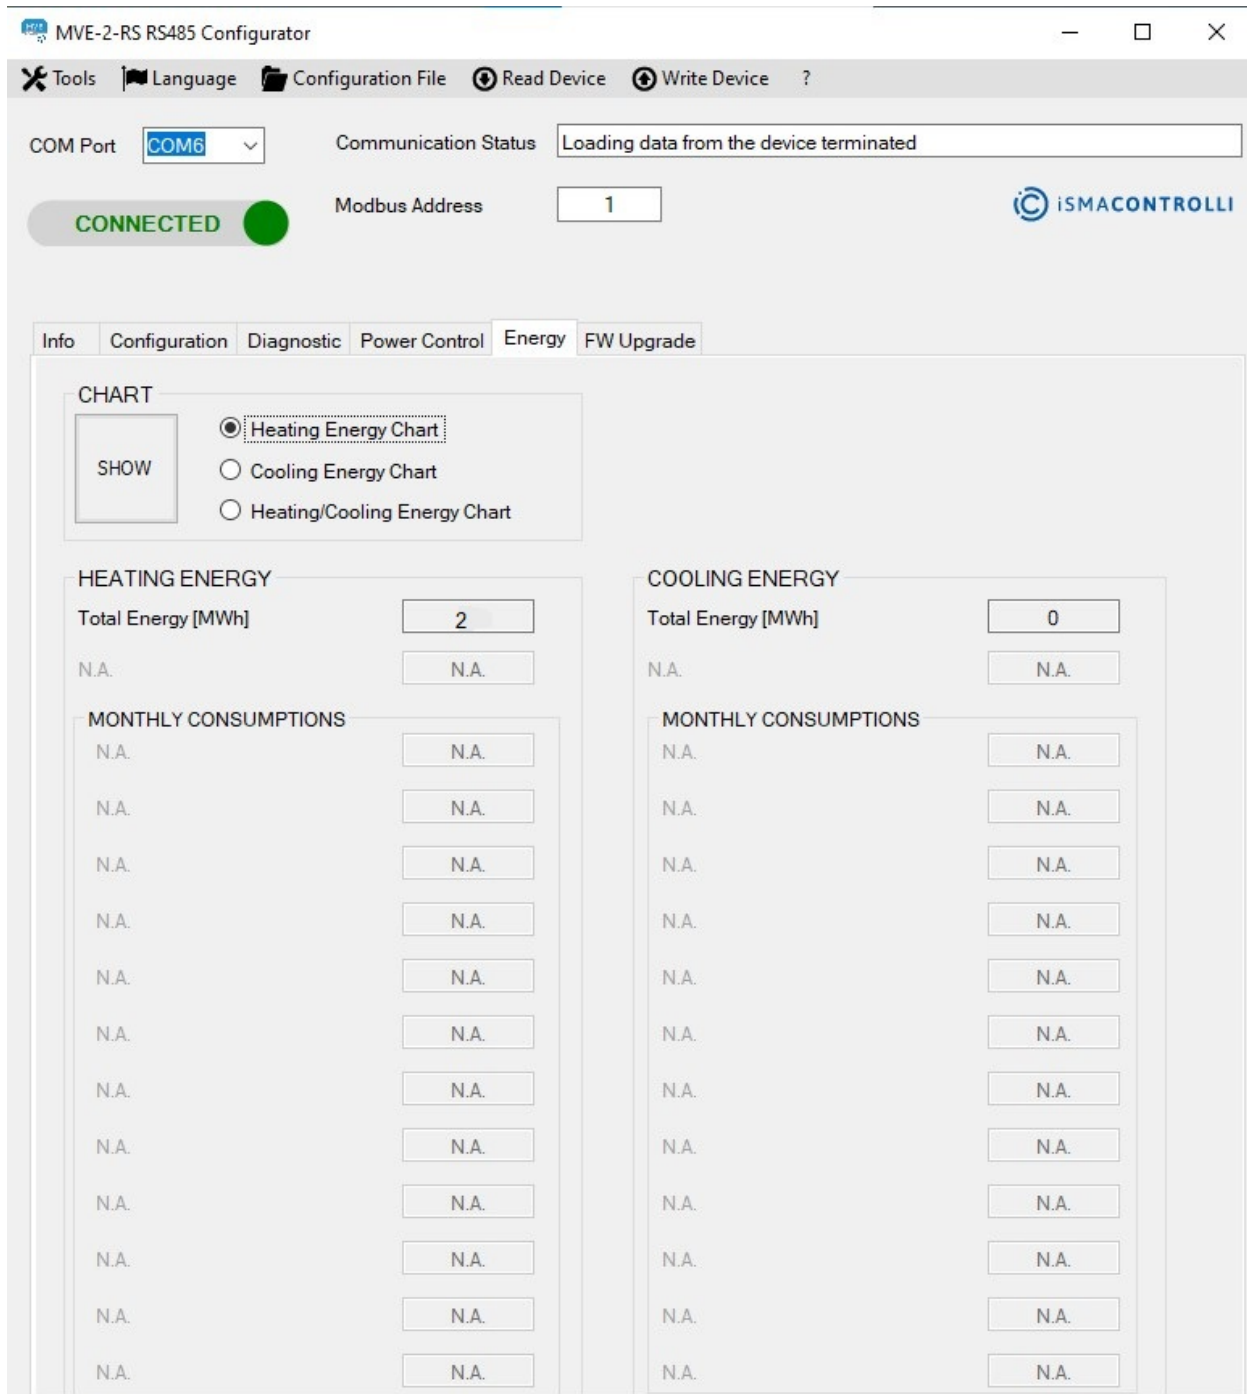 MVE-2-RS RS485 Configurator
Tools Language Configuration File Read Device Write Device ?
COM Port COM6 Communication Status Loading data from the device terminated
CONNECTED Modbus Address 1 iSMACONTROLLI
Info Configuration Diagnostic Power Control Energy FW Upgrade
CHART
SHOW
Heating Energy Chart
Cooling Energy Chart
Heating/Cooling Energy Chart
HEATING ENERGY
Total Energy [MWh] 2
N.A. N.A.
MONTHLY CONSUMPTIONS
N.A. N.A.
N.A. N.A.
N.A. N.A.
N.A. N.A.
N.A. N.A.
N.A. N.A.
N.A. N.A.
N.A. N.A.
N.A. N.A.
N.A. N.A.
N.A. N.A.
N.A. N.A.
COOLING ENERGY
Total Energy [MWh] 0
N.A. N.A.
MONTHLY CONSUMPTIONS
N.A. N.A.
N.A. N.A.
N.A. N.A.
N.A. N.A.
N.A. N.A.
N.A. N.A.
N.A. N.A.
N.A. N.A.
N.A. N.A.
N.A. N.A.
N.A. N.A.
N.A. N.A.